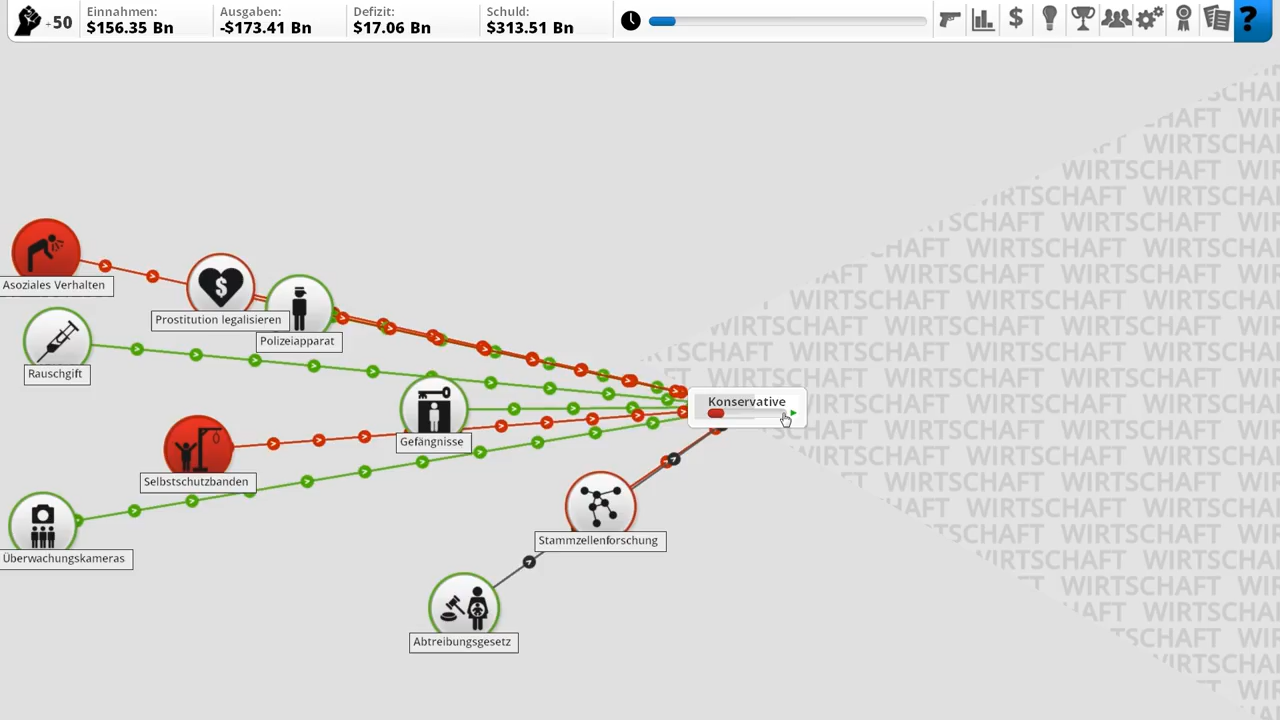 +50
Einnahmen:
$156.35 Bn
Ausgaben:
-$173.41 Bn
Defizit:
$17.06 Bn
Schuld:
$313.51 Bn
?
Asoziales Verhalten
Prostitution legalisieren
Polizeiapparat
Rauschgift
Konservative
Gefängnisse
Selbstschutzbanden
Stammzellenforschung
Überwachungskameras
Abtreibungsgesetz
WIRTSCHAFT WIRTSCHAFT WIRTSCHAFT